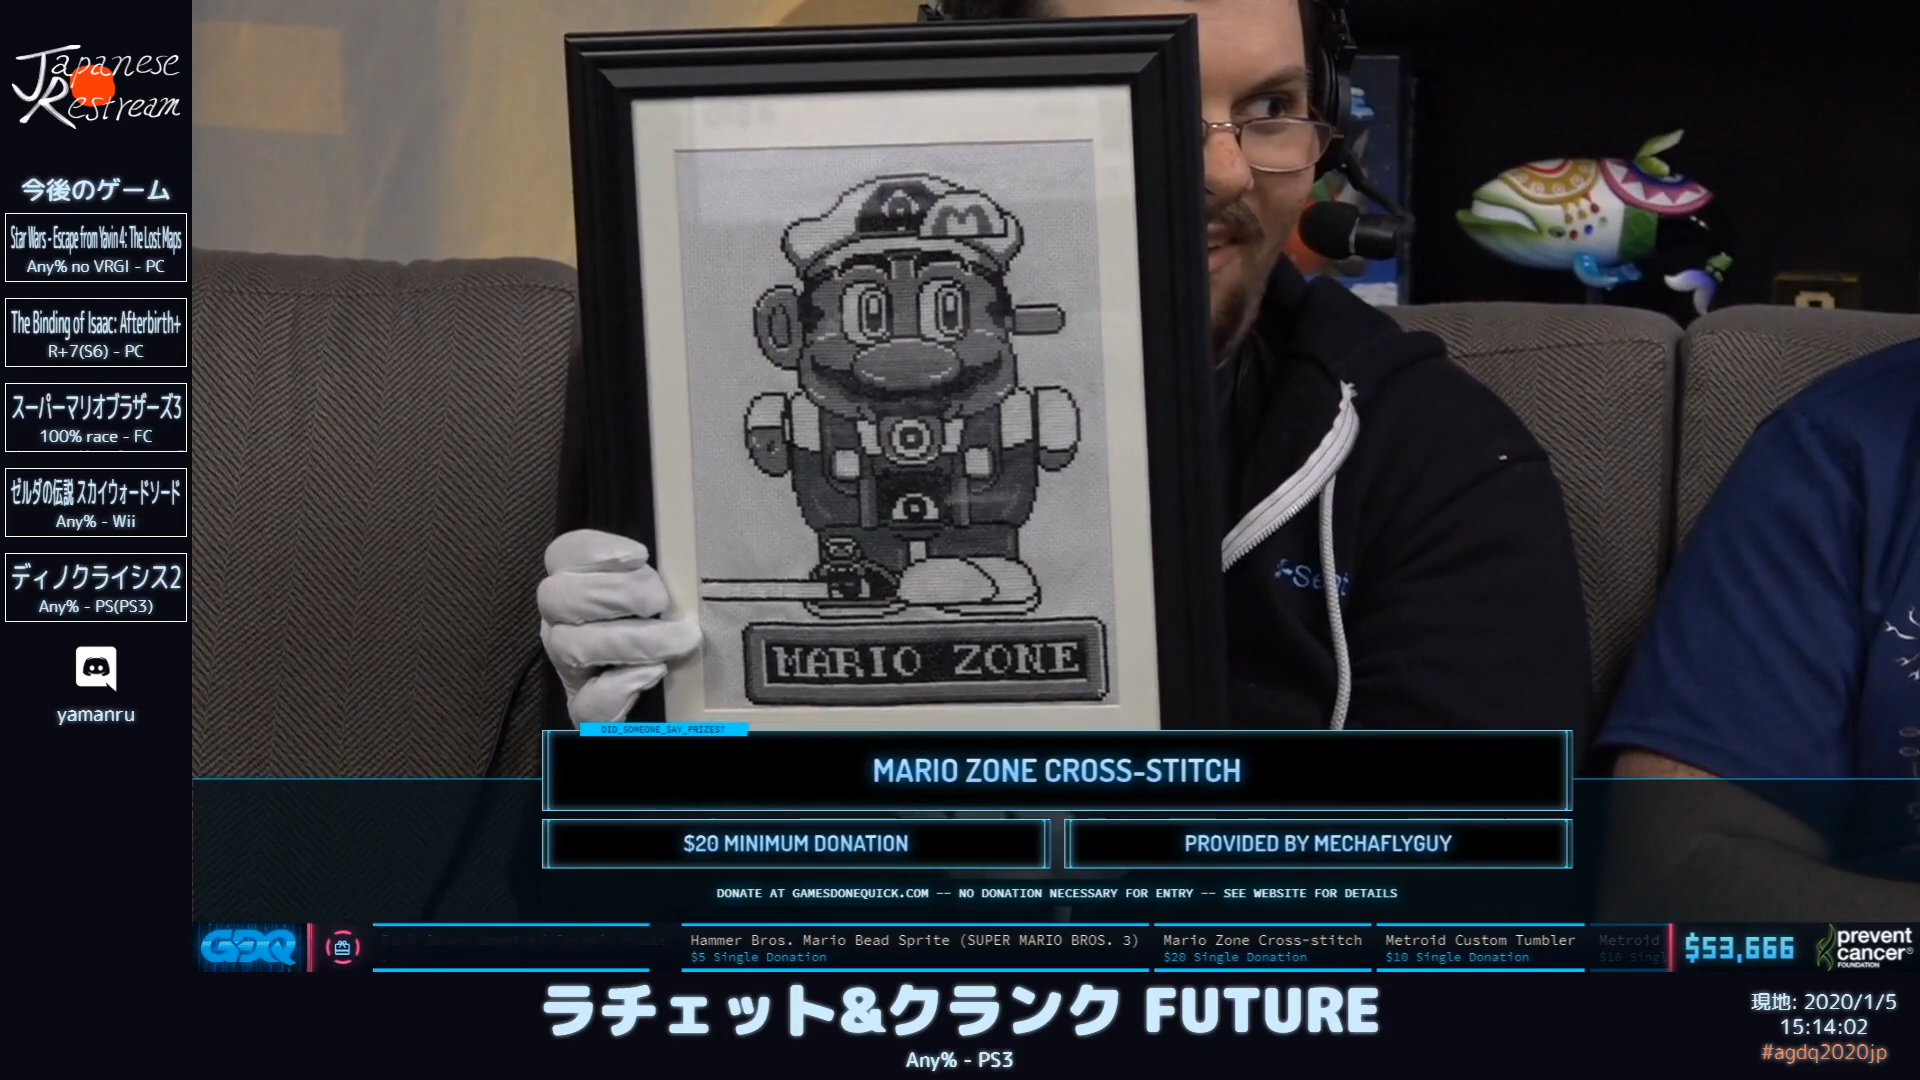 Japanese
Restream
今後のゲーム
Star Wars - Escape from Yavin 4: The Lost Maps
Any% no VRGI - PC
The Binding of Isaac: Afterbirth+
R+7(S6) - PC
スーパーマリオブラザーズ3
100% race - FC
ゼルダの伝説 スカイウォードソード
Any% - Wii
ディノクライシス2
Any% - PS(PS3)
yamanru
M
MARIO ZONE
DID_SOMEONE_SAY_PRIZES?
MARIO ZONE CROSS-STITCH
$20 MINIMUM DONATION
PROVIDED BY MECHAFLYGUY
DONATE AT GAMESDONEQUICK.COM -- NO DONATION NECESSARY FOR ENTRY -- SEE WEBSITE FOR DETAILS
GDQ
Hammer Bros. Mario Bead Sprite (SUPER MARIO BROS. 3)
$5 Single Donation
Mario Zone Cross-stitch
$20 Single Donation
Metroid Custom Tumbler
$10 Single Donation
Metroid
$53,666
prevent
cancer
FOUNDATION
ラチェット&クランク FUTURE
Any% - PS3
現地: 2020/1/5
15:14:02
#agdq2020jp